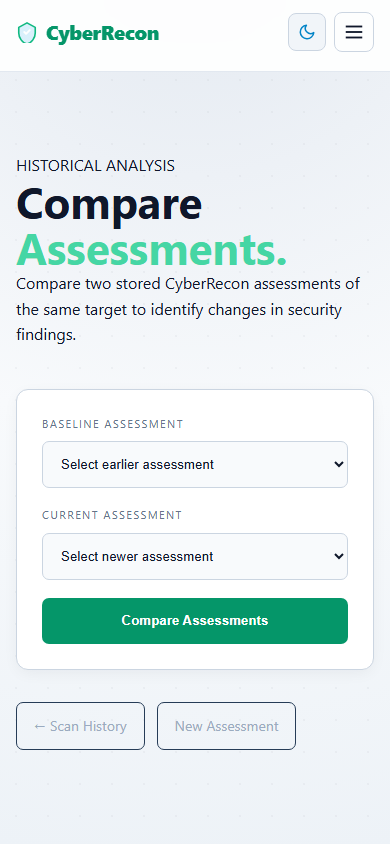 CyberRecon
HISTORICAL ANALYSIS
Compare
Assessments.
Compare two stored CyberRecon assessments of
the same target to identify changes in security
findings.
BASELINE ASSESSMENT
Select earlier assessment
CURRENT ASSESSMENT
Select newer assessment
Compare Assessments
← Scan History
New Assessment